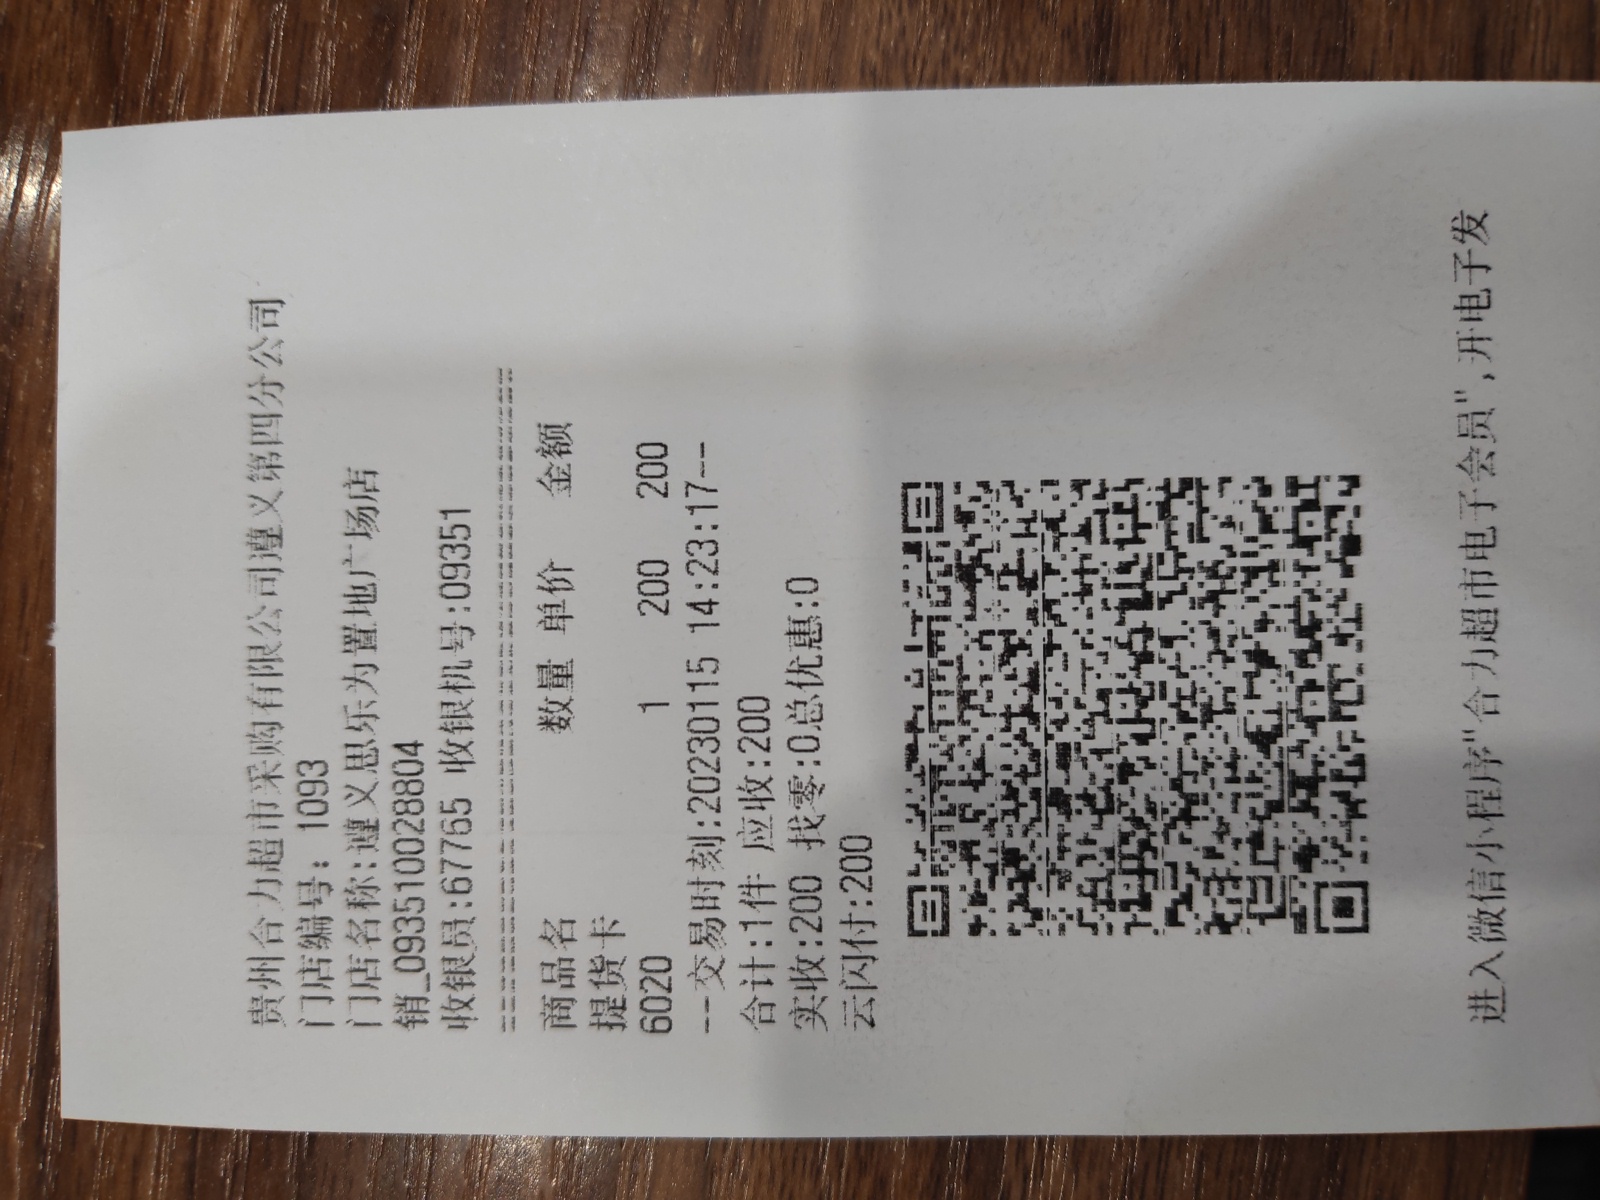 贵州合力超市采购有限公司遵义第四分公司
门店编号: 1093
门店名称:遵义思乐为置地广场店
销_0935100028804
收银员:67765 收银机号:09351
========================================
商品名 数量 单价 金额
提货卡
6020 1 200 200
--交易时刻:20230115 14:23:17--
合计:1件 应收:200
实收:200 找零:0总优惠:0
云闪付:200
进入微信小程序"合力超市电子会员",开电子发